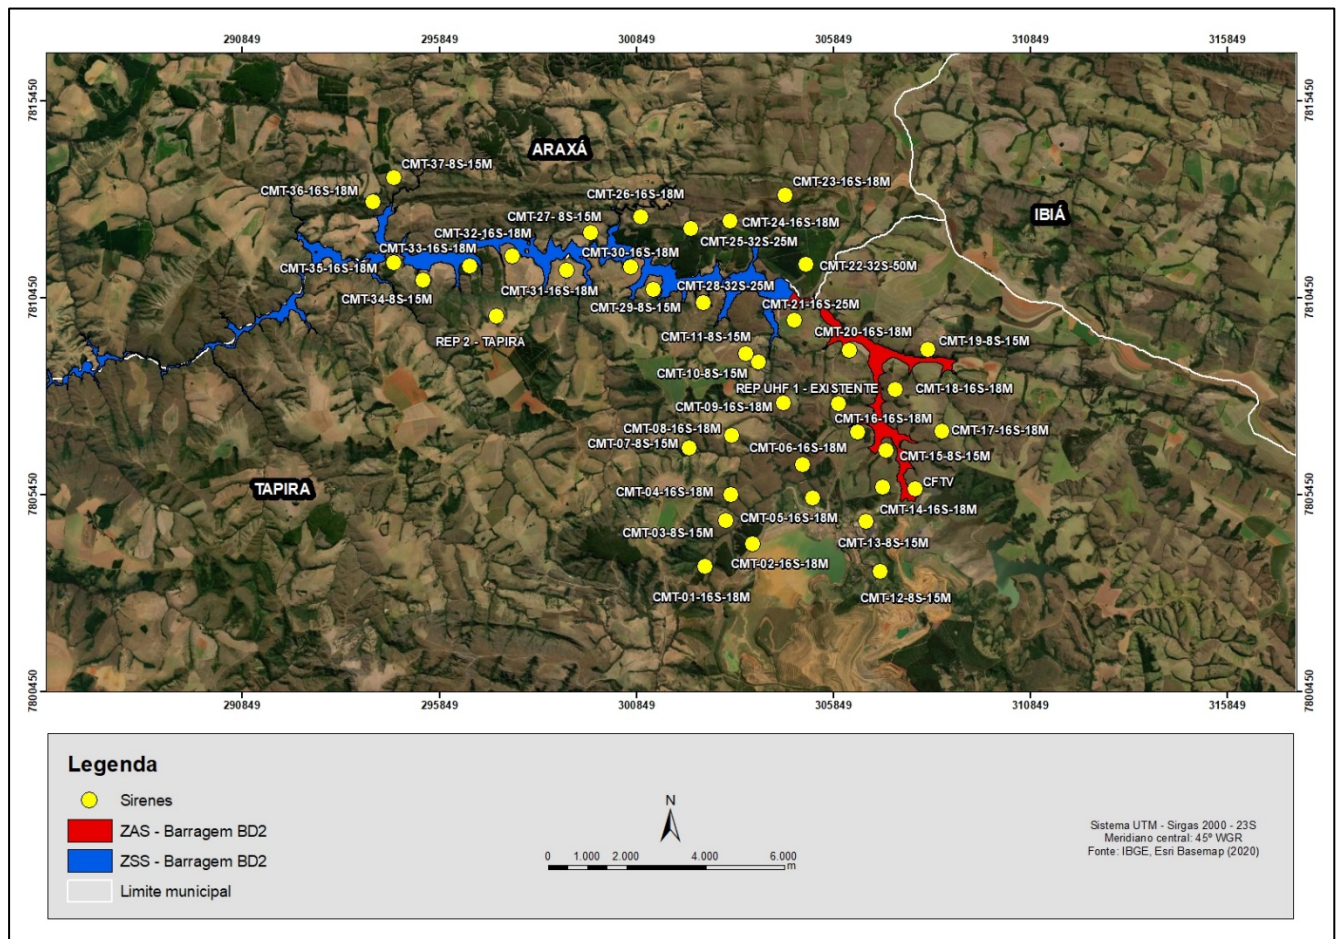 290849 295849 300849 305849 310849 315849
7815450 7815450
ARAXÁ
CMT-37-8S-15M
CMT-36-16S-18M
CMT-26-16S-18M
CMT-23-16S-18M
IBIÁ
CMT-27- 8S-15M
CMT-24-16S-18M
CMT-32-16S-18M
CMT-25-32S-25M
CMT-33-16S-18M
CMT-30-16S-18M
CMT-35-16S-18M
CMT-22-32S-50M
CMT-34-8S-15M
CMT-31-16S-18M
CMT-28-32S-25M
7810450 7810450
CMT-29-8S-15M
CMT-21-16S-25M
CMT-20-16S-18M
REP 2 - TAPIRA
CMT-11-8S-15M
CMT-19-8S-15M
CMT-10-8S-15M
REP UHF 1 - EXISTENTE
CMT-18-16S-18M
CMT-09-16S-18M
CMT-16-16S-18M
CMT-08-16S-18M
CMT-17-16S-18M
CMT-07-8S-15M
CMT-06-16S-18M
CMT-15-8S-15M
TAPIRA
CFTV
CMT-04-16S-18M
7805450 7805450
CMT-14-16S-18M
CMT-05-16S-18M
CMT-03-8S-15M
CMT-13-8S-15M
CMT-02-16S-18M
CMT-01-16S-18M
CMT-12-8S-15M
7800450 7800450
290849 295849 300849 305849 310849 315849
Legenda
Sirenes
ZAS - Barragem BD2
ZSS - Barragem BD2
Limite municipal
N
0 1.000 2.000 4.000 6.000
m
Sistema UTM - Sirgas 2000 - 23S
Meridiano central: 45º WGR
Fonte: IBGE, Esri Basemap (2020)